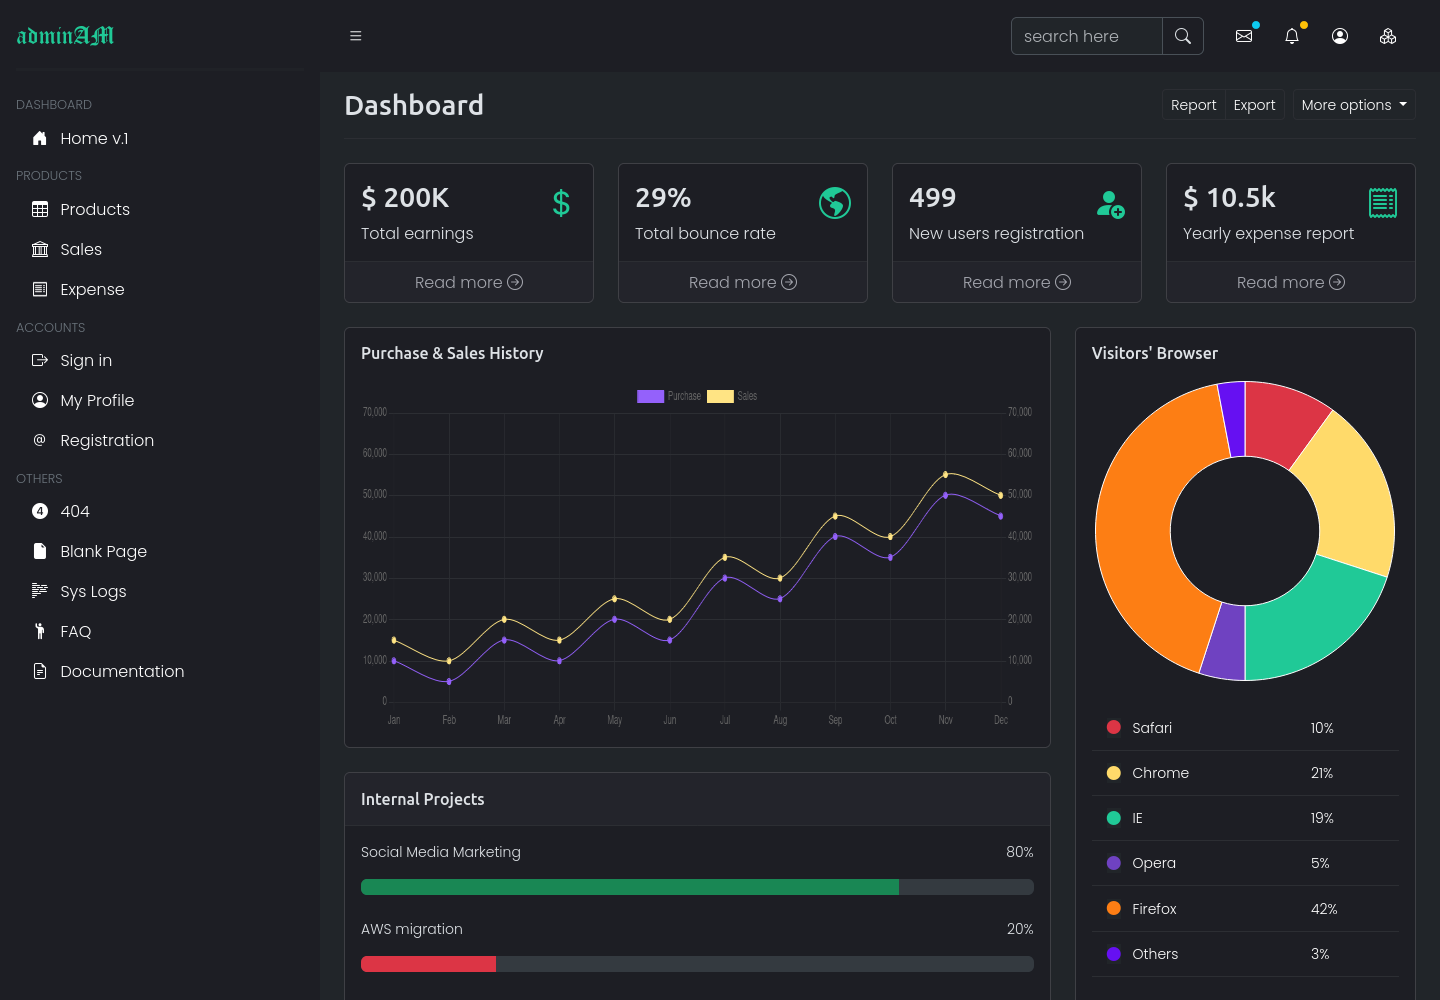 adminAM
search here
DASHBOARD
Home v.1
PRODUCTS
Products
Sales
Expense
ACCOUNTS
Sign in
My Profile
Registration
OTHERS
404
Blank Page
Sys Logs
FAQ
Documentation
Dashboard
Report Export More options
$ 200K
Total earnings
Read more
29%
Total bounce rate
Read more
499
New users registration
Read more
$ 10.5k
Yearly expense report
Read more
Purchase & Sales History
Purchase Sales
70,000 70,000
60,000 60,000
50,000 50,000
40,000 40,000
30,000 30,000
20,000 20,000
10,000 10,000
0 0
Jan Feb Mar Apr May Jun Jul Aug Sep Oct Nov Dec
Internal Projects
Social Media Marketing 80%
AWS migration 20%
Visitors' Browser
Safari 10%
Chrome 21%
IE 19%
Opera 5%
Firefox 42%
Others 3%